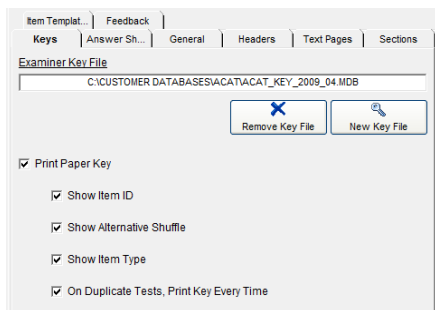 Item Templat... Feedback
Keys Answer Sh... General Headers Text Pages Sections
Examiner Key File
C:\CUSTOMER DATABASES\ACAT\ACAT_KEY_2009_04.MDB
Remove Key File New Key File
Print Paper Key
Show Item ID
Show Alternative Shuffle
Show Item Type
On Duplicate Tests, Print Key Every Time